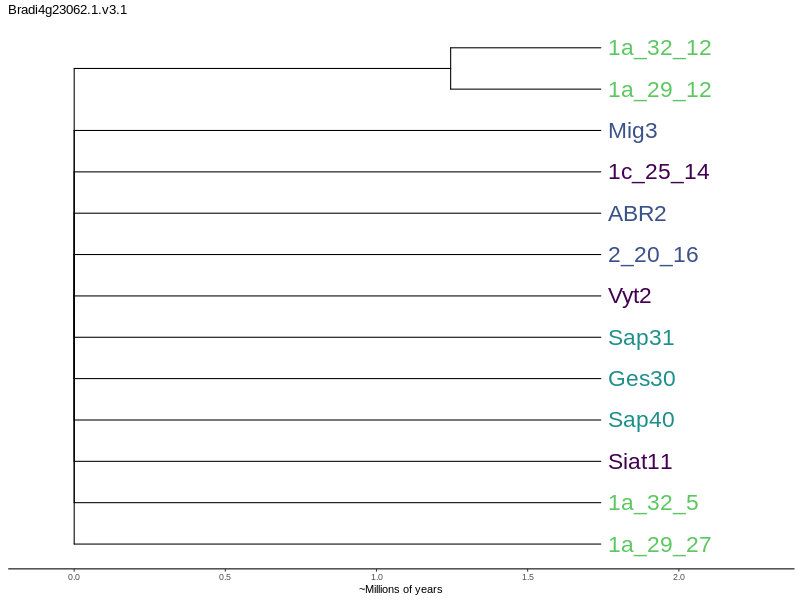 Bradi4g23062.1.v3.1
1a_32_12
1a_29_12
Mig3
1c_25_14
ABR2
2_20_16
Vyt2
Sap31
Ges30
Sap40
Siat11
1a_32_5
1a_29_27
0.0 0.5 1.0 1.5 2.0
~Millions of years